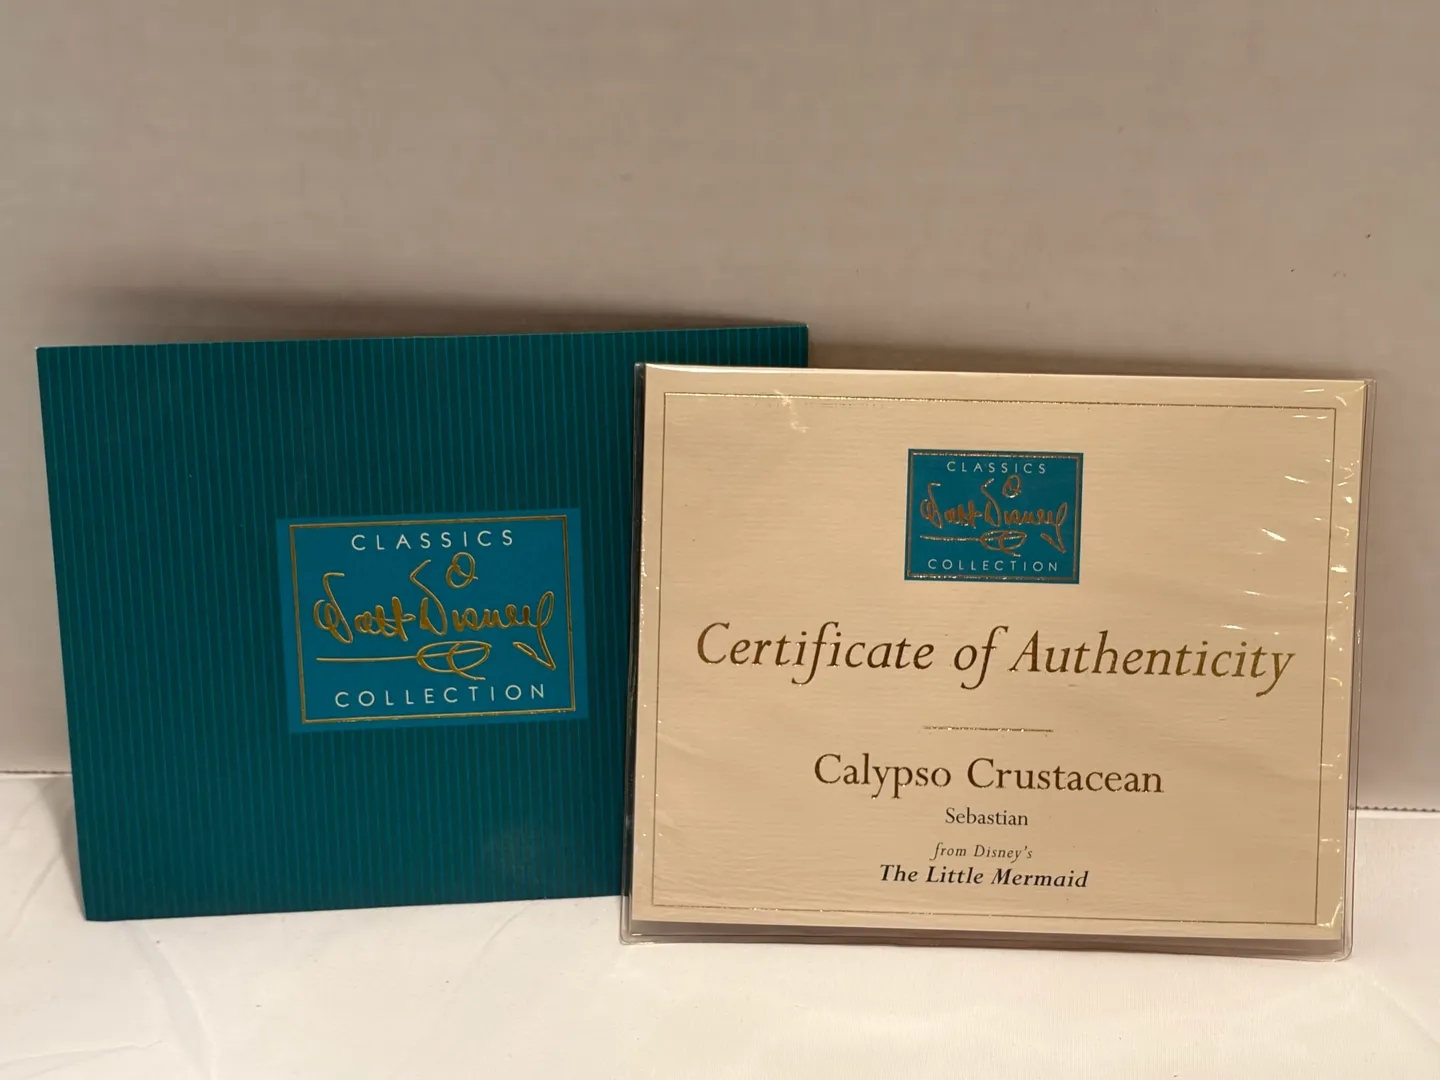 CLASSICS
Walt Disney
COLLECTION
CLASSICS
Walt Disney
COLLECTION
Certificate of Authenticity
Calypso Crustacean
Sebastian
from Disney's
The Little Mermaid